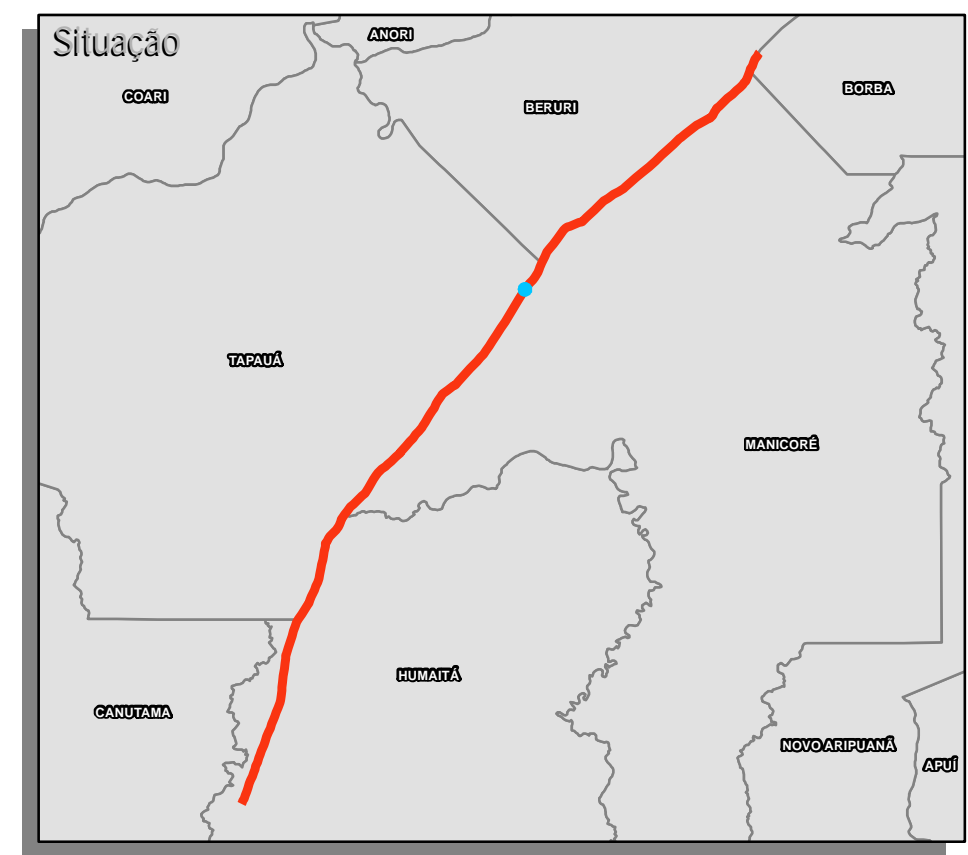 Situação
ANORI
COARI
BORBA
BERURI
TAPAUÁ
MANICORÉ
HUMAITÁ
CANUTAMA
NOVO ARIPUANÃ
APUÍ